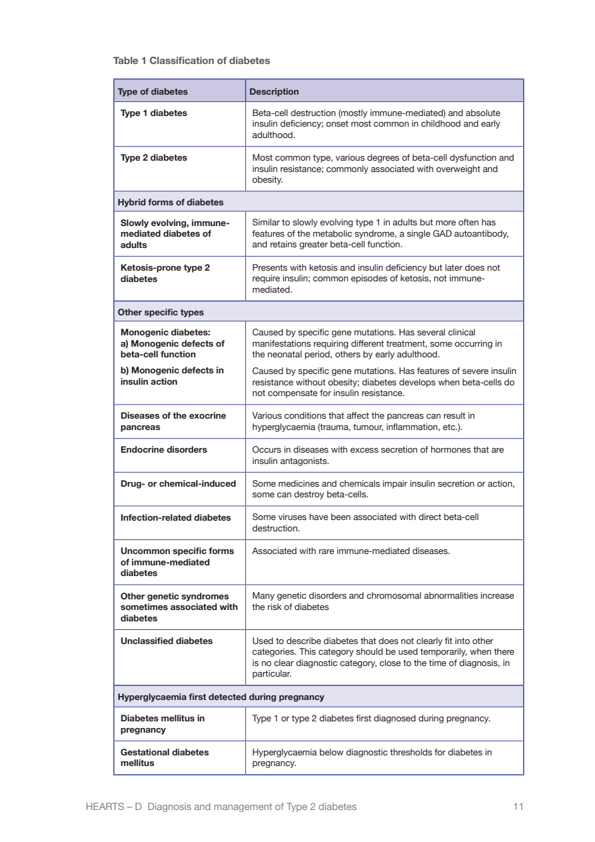 Table 1 Classification of diabetes
Type of diabetes
Description
Type 1 diabetes
Beta-cell destruction (mostly immune-mediated) and absolute
insulin deficiency; onset most common in childhood and early
adulthood.
Type 2 diabetes
Most common type, various degrees of beta-cell dysfunction and
insulin resistance; commonly associated with overweight and
obesity.
Hybrid forms of diabetes
Slowly evolving, immune-
mediated diabetes of
adults
Similar to slowly evolving type 1 in adults but more often has
features of the metabolic syndrome, a single GAD autoantibody,
and retains greater beta-cell function.
Ketosis-prone type 2
diabetes
Presents with ketosis and insulin deficiency but later does not
require insulin; common episodes of ketosis, not immune-
mediated.
Other specific types
Monogenic diabetes:
a) Monogenic defects of
beta-cell function
Caused by specific gene mutations. Has several clinical
manifestations requiring different treatment, some occurring in
the neonatal period, others by early adulthood.
b) Monogenic defects in
insulin action
Caused by specific gene mutations. Has features of severe insulin
resistance without obesity; diabetes develops when beta-cells do
not compensate for insulin resistance.
Diseases of the exocrine
pancreas
Various conditions that affect the pancreas can result in
hyperglycaemia (trauma, tumour, inflammation, etc.).
Endocrine disorders
Occurs in diseases with excess secretion of hormones that are
insulin antagonists.
Drug- or chemical-induced
Some medicines and chemicals impair insulin secretion or action,
some can destroy beta-cells.
Infection-related diabetes
Some viruses have been associated with direct beta-cell
destruction.
Uncommon specific forms
of immune-mediated
diabetes
Associated with rare immune-mediated diseases.
Other genetic syndromes
sometimes associated with
diabetes
Many genetic disorders and chromosomal abnormalities increase
the risk of diabetes
Unclassified diabetes
Used to describe diabetes that does not clearly fit into other
categories. This category should be used temporarily, when there
is no clear diagnostic category, close to the time of diagnosis, in
particular.
Hyperglycaemia first detected during pregnancy
Diabetes mellitus in
pregnancy
Type 1 or type 2 diabetes first diagnosed during pregnancy.
Gestational diabetes
mellitus
Hyperglycaemia below diagnostic thresholds for diabetes in
pregnancy.
HEARTS – D Diagnosis and management of Type 2 diabetes
11